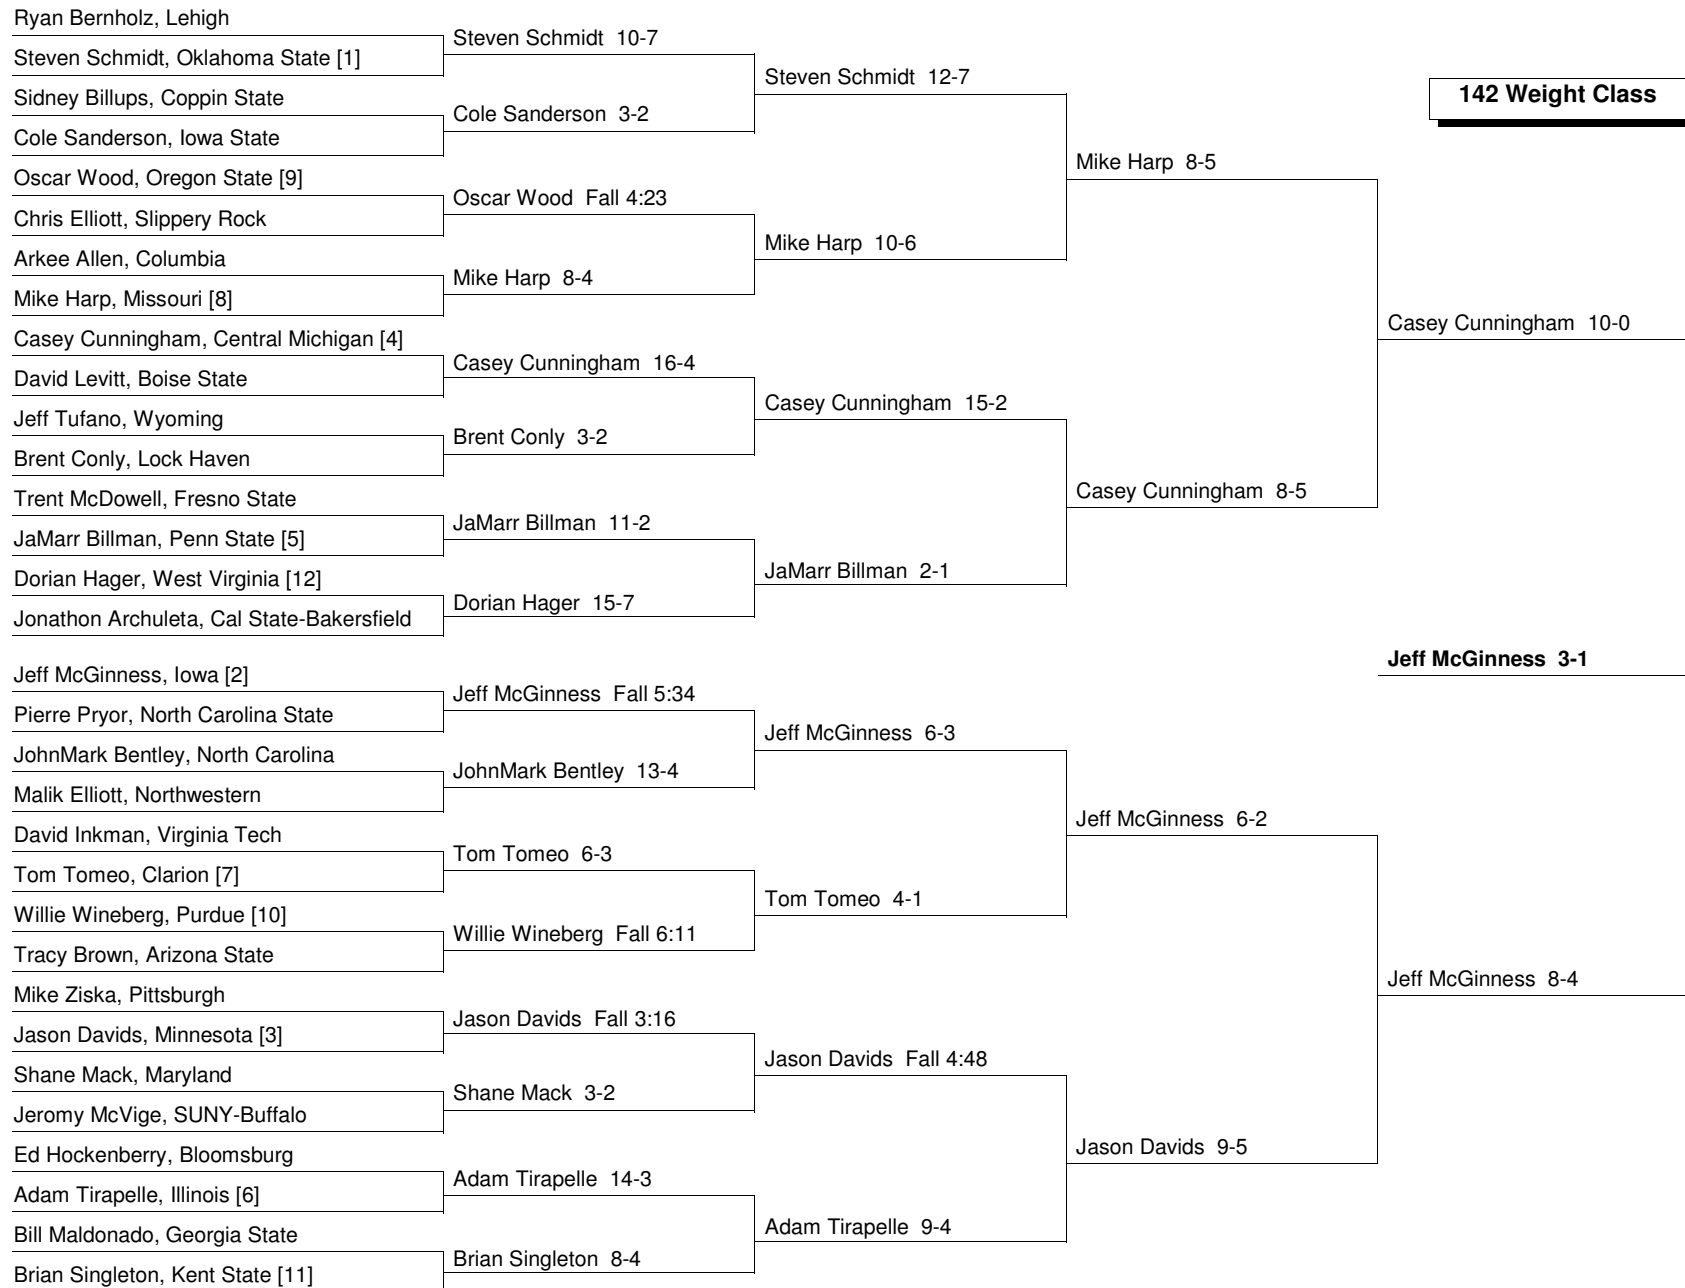 Ryan Bernholz, Lehigh
Steven Schmidt, Oklahoma State [1]
Sidney Billups, Coppin State
Cole Sanderson, Iowa State
Oscar Wood, Oregon State [9]
Chris Elliott, Slippery Rock
Arkee Allen, Columbia
Mike Harp, Missouri [8]
Casey Cunningham, Central Michigan [4]
David Levitt, Boise State
Jeff Tufano, Wyoming
Brent Conly, Lock Haven
Trent McDowell, Fresno State
JaMarr Billman, Penn State [5]
Dorian Hager, West Virginia [12]
Jonathon Archuleta, Cal State-Bakersfield
Jeff McGinness, Iowa [2]
Pierre Pryor, North Carolina State
JohnMark Bentley, North Carolina
Malik Elliott, Northwestern
David Inkman, Virginia Tech
Tom Tomeo, Clarion [7]
Willie Wineberg, Purdue [10]
Tracy Brown, Arizona State
Mike Ziska, Pittsburgh
Jason Davids, Minnesota [3]
Shane Mack, Maryland
Jeromy McVige, SUNY-Buffalo
Ed Hockenberry, Bloomsburg
Adam Tirapelle, Illinois [6]
Bill Maldonado, Georgia State
Brian Singleton, Kent State [11]
Steven Schmidt 10-7
Cole Sanderson 3-2
Oscar Wood Fall 4:23
Mike Harp 8-4
Casey Cunningham 16-4
Brent Conly 3-2
JaMarr Billman 11-2
Dorian Hager 15-7
Jeff McGinness Fall 5:34
JohnMark Bentley 13-4
Tom Tomeo 6-3
Willie Wineberg Fall 6:11
Jason Davids Fall 3:16
Shane Mack 3-2
Adam Tirapelle 14-3
Brian Singleton 8-4
Steven Schmidt 12-7
Mike Harp 10-6
Casey Cunningham 15-2
JaMarr Billman 2-1
Jeff McGinness 6-3
Tom Tomeo 4-1
Jason Davids Fall 4:48
Adam Tirapelle 9-4
Mike Harp 8-5
Casey Cunningham 8-5
Jeff McGinness 6-2
Jason Davids 9-5
142 Weight Class
Casey Cunningham 10-0
Jeff McGinness 3-1
Jeff McGinness 8-4